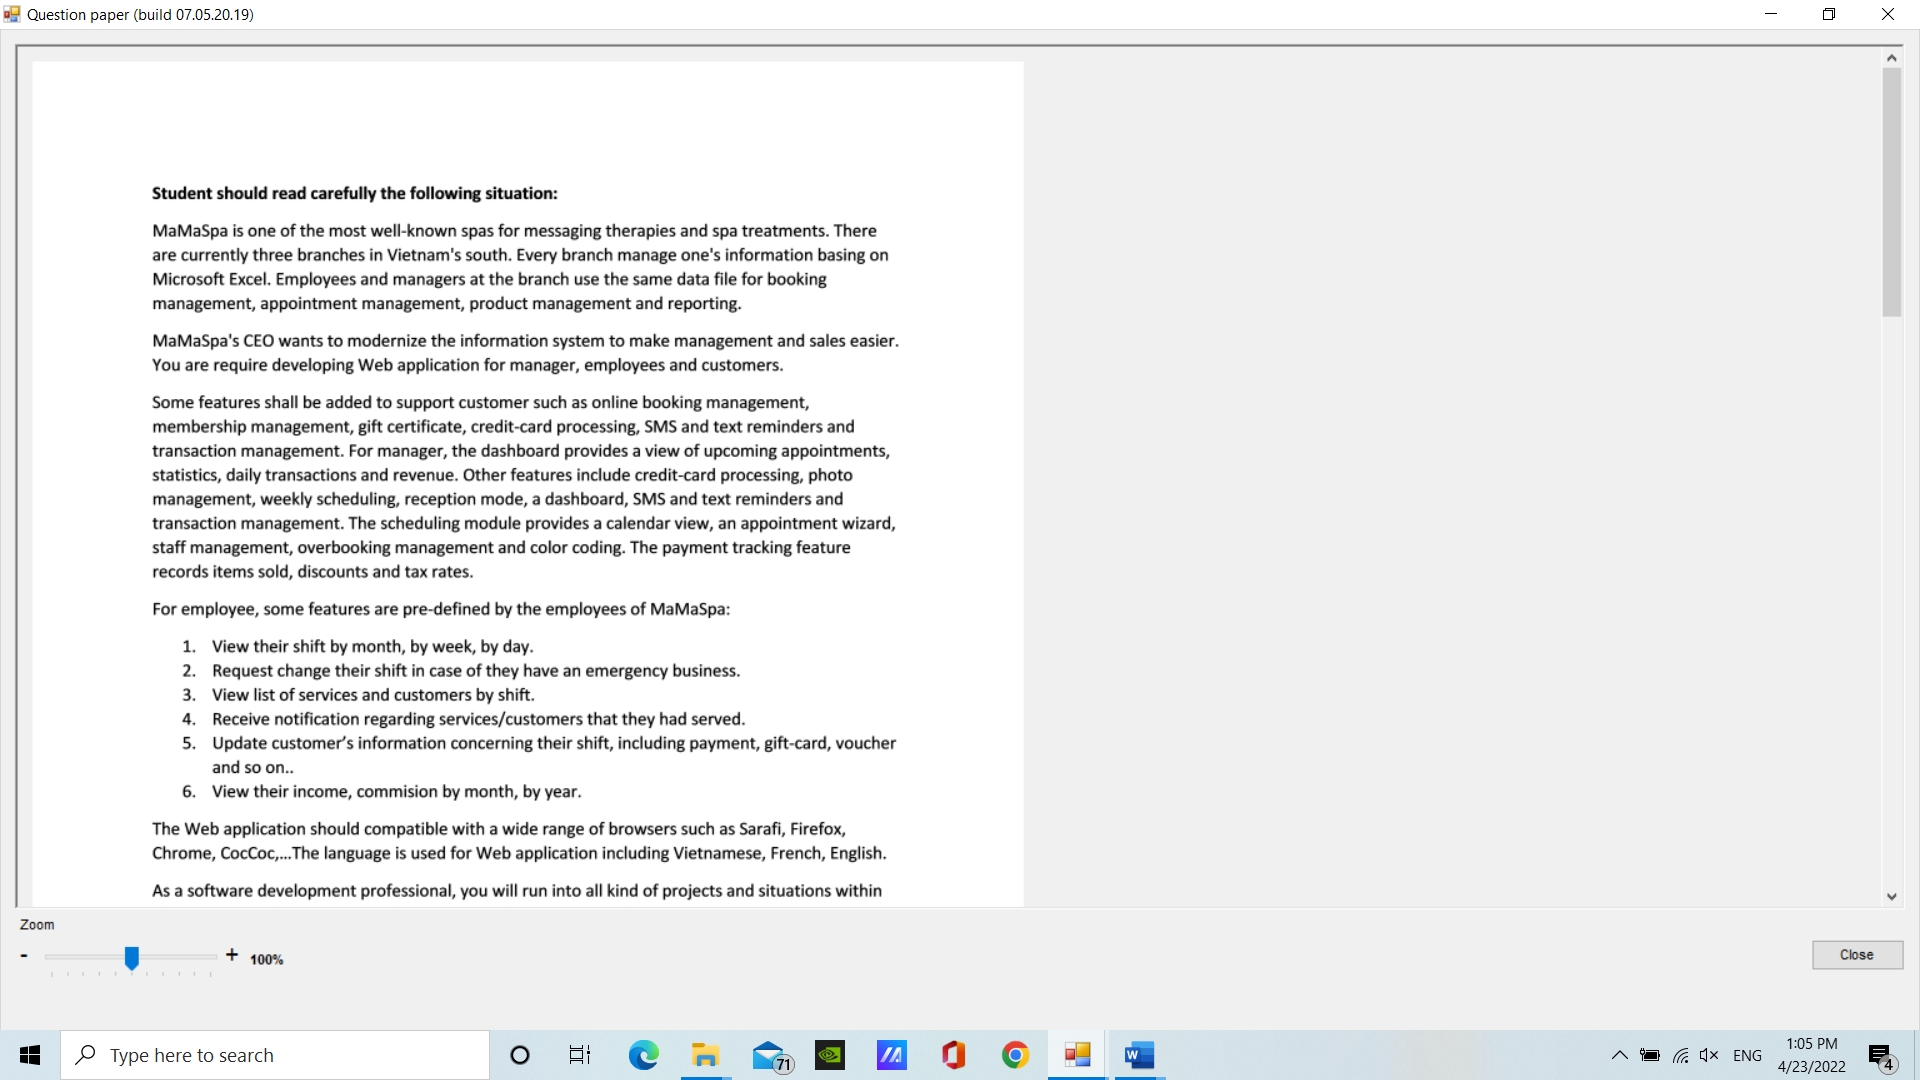 Question paper (build 07.05.20.19)
Student should read carefully the following situation:
MaMaSpa is one of the most well-known spas for messaging therapies and spa treatments. There
are currently three branches in Vietnam's south. Every branch manage one's information basing on
Microsoft Excel. Employees and managers at the branch use the same data file for booking
management, appointment management, product management and reporting.
MaMaSpa's CEO wants to modernize the information system to make management and sales easier.
You are require developing Web application for manager, employees and customers.
Some features shall be added to support customer such as online booking management,
membership management, gift certificate, credit-card processing, SMS and text reminders and
transaction management. For manager, the dashboard provides a view of upcoming appointments,
statistics, daily transactions and revenue. Other features include credit-card processing, photo
management, weekly scheduling, reception mode, a dashboard, SMS and text reminders and
transaction management. The scheduling module provides a calendar view, an appointment wizard,
staff management, overbooking management and color coding. The payment tracking feature
records items sold, discounts and tax rates.
For employee, some features are pre-defined by the employees of MaMaSpa:
1. View their shift by month, by week, by day.
2. Request change their shift in case of they have an emergency business.
3. View list of services and customers by shift.
4. Receive notification regarding services/customers that they had served.
5. Update customer's information concerning their shift, including payment, gift-card, voucher
and so on..
6. View their income, commision by month, by year.
The Web application should compatible with a wide range of browsers such as Sarafi, Firefox,
Chrome, CocCoc,...The language is used for Web application including Vietnamese, French, English.
As a software development professional, you will run into all kind of projects and situations within
Zoom
- + 100%
Close
Type here to search
71
ENG
1:05 PM
4/23/2022
4